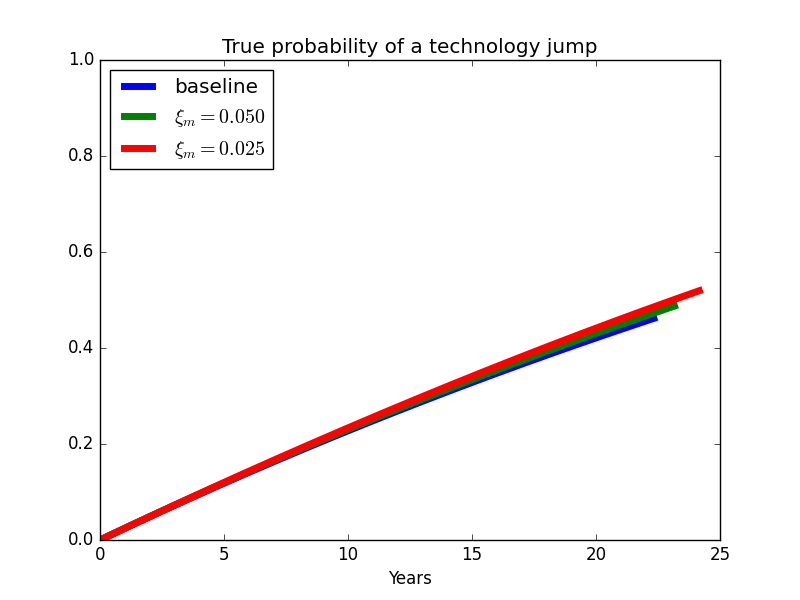 True probability of a technology jump
1.0
baseline
ξₘ = 0.050
ξₘ = 0.025
0.8
0.6
0.4
0.2
0.0
0 5 10 15 20 25
Years